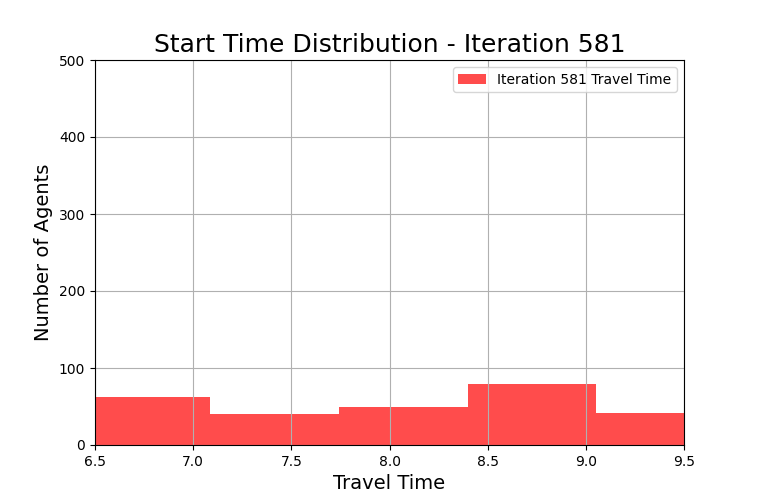 Start Time Distribution - Iteration 581
Iteration 581 Travel Time
Number of Agents
500
400
300
200
100
0
6.5 7.0 7.5 8.0 8.5 9.0 9.5
Travel Time